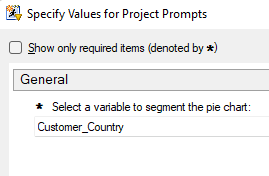 Specify Values for Project Prompts
Show only required items (denoted by *)
General
* Select a variable to segment the pie chart:
Customer_Country